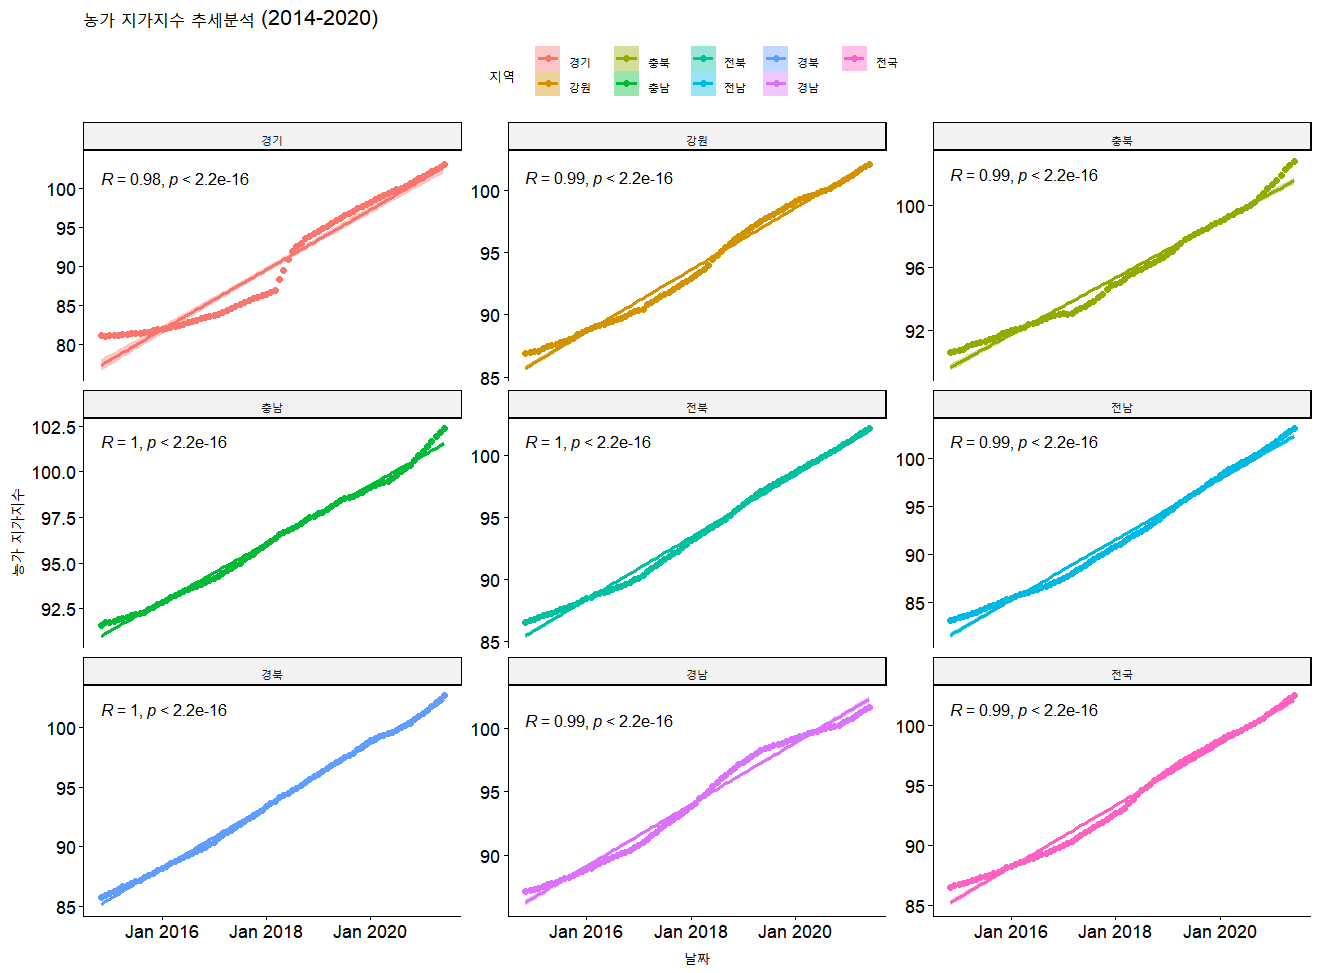 농가 지가지수 추세분석 (2014-2020)
지역
경기 충북 전북 경북 전국
강원 충남 전남 경남
경기 강원 충북
R = 0.98, p < 2.2e-16
100
95
90
85
80
R = 0.99, p < 2.2e-16
100
95
90
85
R = 0.99, p < 2.2e-16
100
96
92
농가 지가지수
충남 전북 전남
R = 1, p < 2.2e-16
102.5
100.0
97.5
95.0
92.5
R = 1, p < 2.2e-16
100
95
90
85
R = 0.99, p < 2.2e-16
100
95
90
85
경북 경남 전국
R = 1, p < 2.2e-16
100
95
90
85
R = 0.99, p < 2.2e-16
100
95
90
R = 0.99, p < 2.2e-16
100
95
90
85
Jan 2016 Jan 2018 Jan 2020 Jan 2016 Jan 2018 Jan 2020 Jan 2016 Jan 2018 Jan 2020
날짜